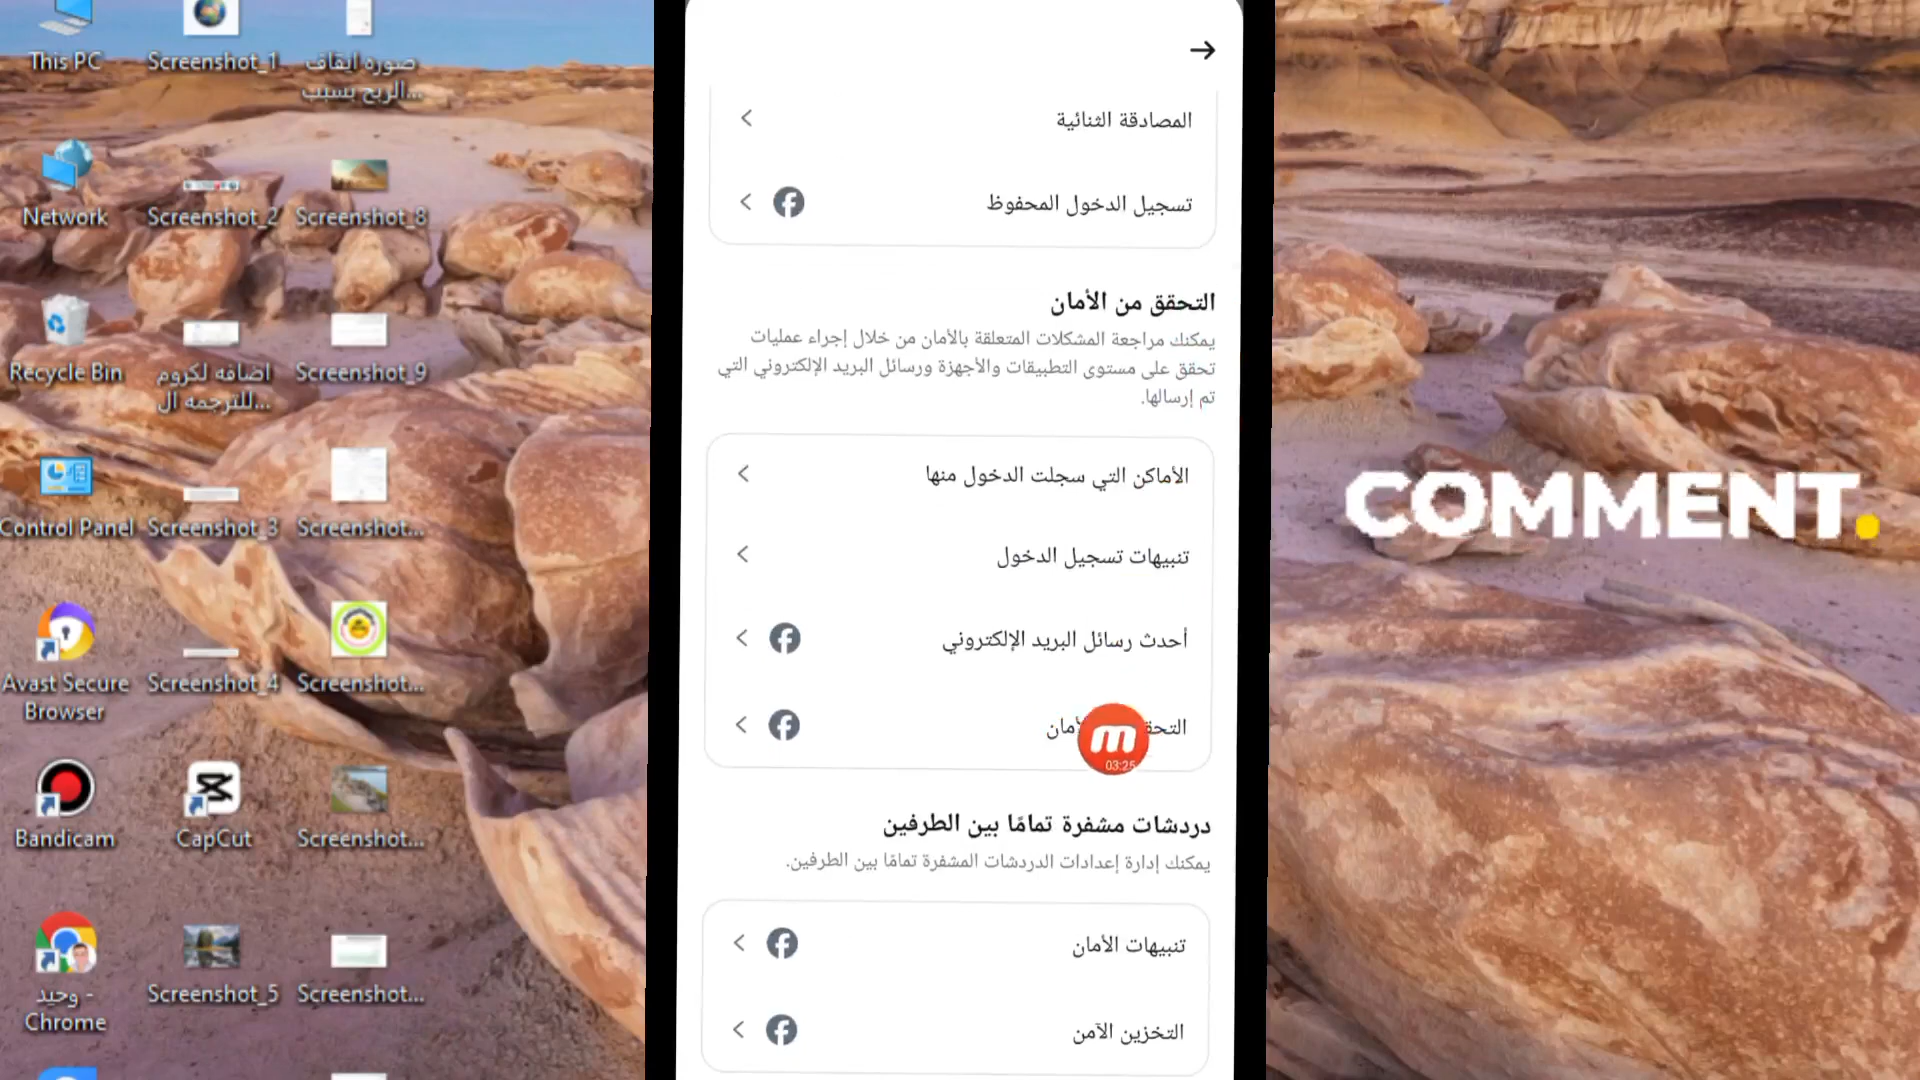 This PC
Screenshot_1
صوره ايقاف
الربح بسبب...
Network
Screenshot_2
Screenshot_8
Recycle Bin
اضافه لكروم
للترجمه ال...
Screenshot_9
Control Panel
Screenshot_3
Screenshot...
Avast Secure
Browser
Screenshot_4
Screenshot...
Bandicam
CapCut
Screenshot...
وحيد -
Chrome
Screenshot_5
Screenshot...
المصادقة الثنائية
تسجيل الدخول المحفوظ
التحقق من الأمان
يمكنك مراجعة المشكلات المتعلقة بالأمان من خلال إجراء عمليات
تحقق على مستوى التطبيقات والأجهزة ورسائل البريد الإلكتروني التي
تم إرسالها.
الأماكن التي سجلت الدخول منها
تنبيهات تسجيل الدخول
أحدث رسائل البريد الإلكتروني
03:25
دردشات مشفرة تمامًا بين الطرفين
يمكنك إدارة إعدادات الدردشات المشفرة تمامًا بين الطرفين.
تنبيهات الأمان
التخزين الآمن
COMMENT.